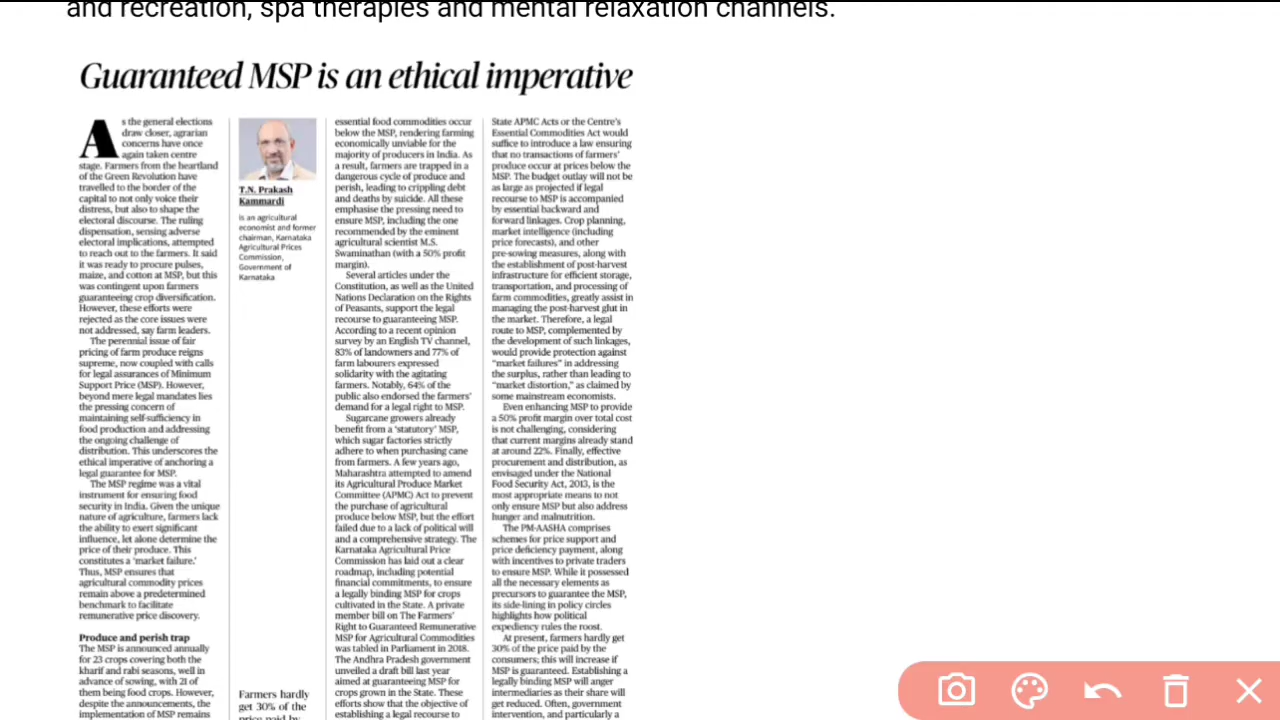 and recreation, spa therapies and mental relaxation channels.
Guaranteed MSP is an ethical imperative
As the general elections
draw closer, agrarian
concerns have once
again taken centre
stage. Farmers from the heartland
of the Green Revolution have
travelled to the border of the
capital to not only voice their
distress, but also to shape the
electoral discourse. The ruling
dispensation, sensing adverse
electoral implications, attempted
to reach out to the farmers. It said
it was ready to procure pulses,
maize, and cotton at MSP, but this
was contingent upon farmers
guaranteeing crop diversification.
However, these efforts were
rejected as the core issues were
not addressed, say farm leaders.
The perennial issue of fair
pricing of farm produce reigns
supreme, now coupled with calls
for legal assurances of Minimum
Support Price (MSP). However,
beyond mere legal mandates lies
the pressing concern of
maintaining self-sufficiency in
food production and addressing
the ongoing challenge of
distribution. This underscores the
ethical imperative of anchoring a
legal guarantee for MSP.
The MSP regime was a vital
instrument for ensuring food
security in India. Given the unique
nature of agriculture, farmers lack
the ability to exert significant
influence, let alone determine the
price of their produce. This
constitutes a 'market failure.'
Thus, MSP ensures that
agricultural commodity prices
remain above a predetermined
benchmark to facilitate
remunerative price discovery.
Produce and perish trap
The MSP is announced annually
for 23 crops covering both the
kharif and rabi seasons, well in
advance of sowing, with 21 of
them being food crops. However,
despite the announcements, the
implementation of MSP remains
T.N. Prakash
Kammardi
is an agricultural
economist and former
chairman, Karnataka
Agricultural Prices
Commission,
Government of
Karnataka
Farmers hardly
get 30% of the
price paid by
essential food commodities occur
below the MSP, rendering farming
economically unviable for the
majority of producers in India. As
a result, farmers are trapped in a
dangerous cycle of produce and
perish, leading to crippling debt
and deaths by suicide. All these
emphasise the pressing need to
ensure MSP, including the one
recommended by the eminent
agricultural scientist M.S.
Swaminathan (with a 50% profit
margin).
Several articles under the
Constitution, as well as the United
Nations Declaration on the Rights
of Peasants, support the legal
recourse to guaranteeing MSP.
According to a recent opinion
survey by an English TV channel,
83% of landowners and 77% of
farm labourers expressed
solidarity with the agitating
farmers. Notably, 64% of the
public also endorsed the farmers'
demand for a legal right to MSP.
Sugarcane growers already
benefit from a 'statutory' MSP,
which sugar factories strictly
adhere to when purchasing cane
from farmers. A few years ago,
Maharashtra attempted to amend
its Agricultural Produce Market
Committee (APMC) Act to prevent
the purchase of agricultural
produce below MSP, but the effort
failed due to a lack of political will
and a comprehensive strategy. The
Karnataka Agricultural Price
Commission has laid out a clear
roadmap, including potential
financial commitments, to ensure
a legally binding MSP for crops
cultivated in the State. A private
member bill on The Farmers'
Right to Guaranteed Remunerative
MSP for Agricultural Commodities
was tabled in Parliament in 2018.
The Andhra Pradesh government
unveiled a draft bill last year
aimed at guaranteeing MSP for
crops grown in the State. These
efforts show that the objective of
establishing a legal recourse to
State APMC Acts or the Centre's
Essential Commodities Act would
suffice to introduce a law ensuring
that no transactions of farmers'
produce occur at prices below the
MSP. The budget outlay will not be
as large as projected if legal
recourse to MSP is accompanied
by essential backward and
forward linkages. Crop planning,
market intelligence (including
price forecasts), and other
pre-sowing measures, along with
the establishment of post-harvest
infrastructure for efficient storage,
transportation, and processing of
farm commodities, greatly assist in
managing the post-harvest glut in
the market. Therefore, a legal
route to MSP, complemented by
the development of such linkages,
would provide protection against
"market failures" in addressing
the surplus, rather than leading to
"market distortion," as claimed by
some mainstream economists.
Even enhancing MSP to provide
a 50% profit margin over total cost
is not challenging, considering
that current margins already stand
at around 22%. Finally, effective
procurement and distribution, as
envisaged under the National
Food Security Act, 2013, is the
most appropriate means to not
only ensure MSP but also address
hunger and malnutrition.
The PM-AASHA comprises
schemes for price support and
price deficiency payment, along
with incentives to private traders
to ensure MSP. While it possessed
all the necessary elements as
precursors to guarantee the MSP,
its side-lining in policy circles
highlights how political
expediency rules the roost.
At present, farmers hardly get
30% of the price paid by the
consumers; this will increase if
MSP is guaranteed. Establishing a
legally binding MSP will anger
intermediaries as their share will
get reduced. Often, government
intervention, and particularly a